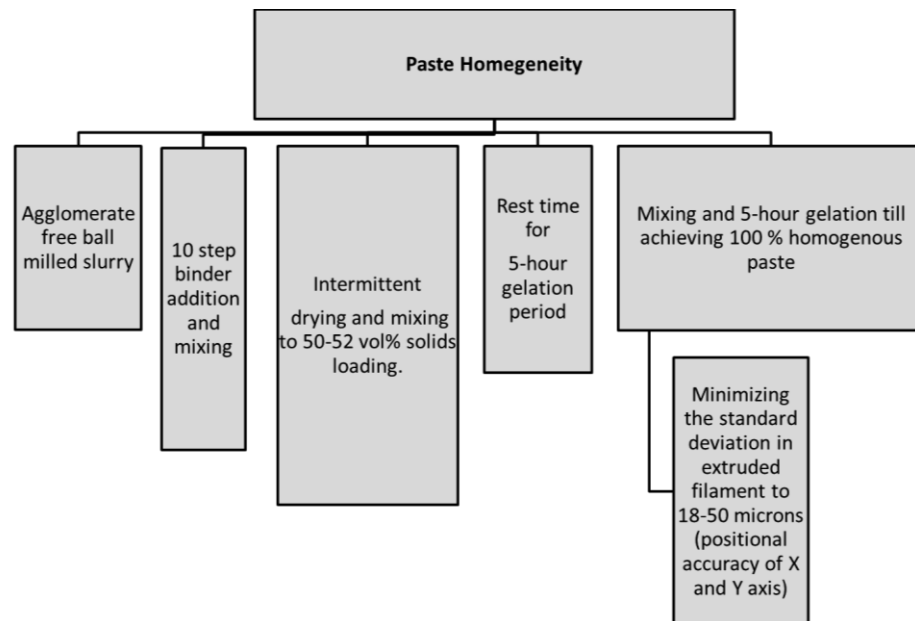 Paste Homegeneity
Agglomerate
free ball
milled slurry
10 step
binder
addition
and
mixing
Intermittent
drying and mixing
to 50-52 vol% solids
loading.
Rest time
for
5-hour
gelation
period
Mixing and 5-hour gelation till
achieving 100 % homogenous
paste
Minimizing
the standard
deviation in
extruded
filament to
18-50 microns
(positional
accuracy of X
and Y axis)